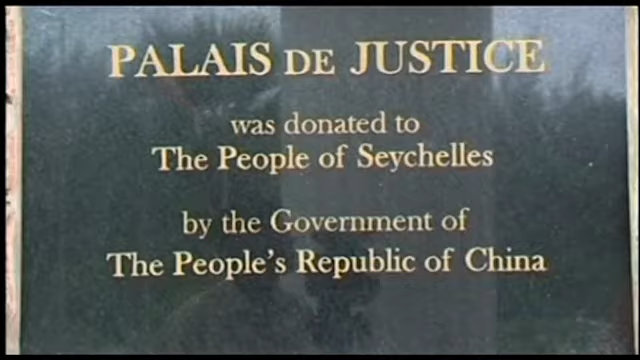 PALAIS DE JUSTICE
was donated to
The People of Seychelles
by the Government of
The People's Republic of China